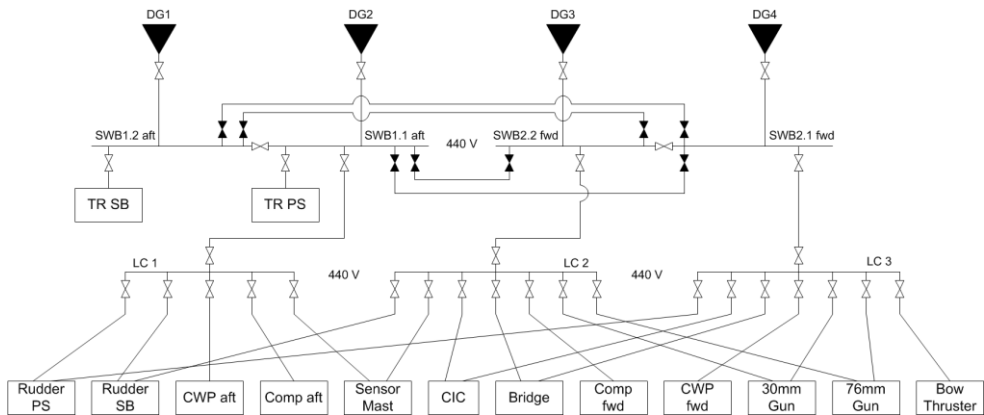 DG1 DG2 DG3 DG4
SWB1.2 aft SWB1.1 aft 440 V SWB2.2 fwd SWB2.1 fwd
TR SB TR PS
LC 1 440 V LC 2 440 V LC 3
Rudder PS
Rudder SB
CWP aft
Comp aft
Sensor Mast
CIC
Bridge
Comp fwd
CWP fwd
30mm Gun
76mm Gun
Bow Thruster